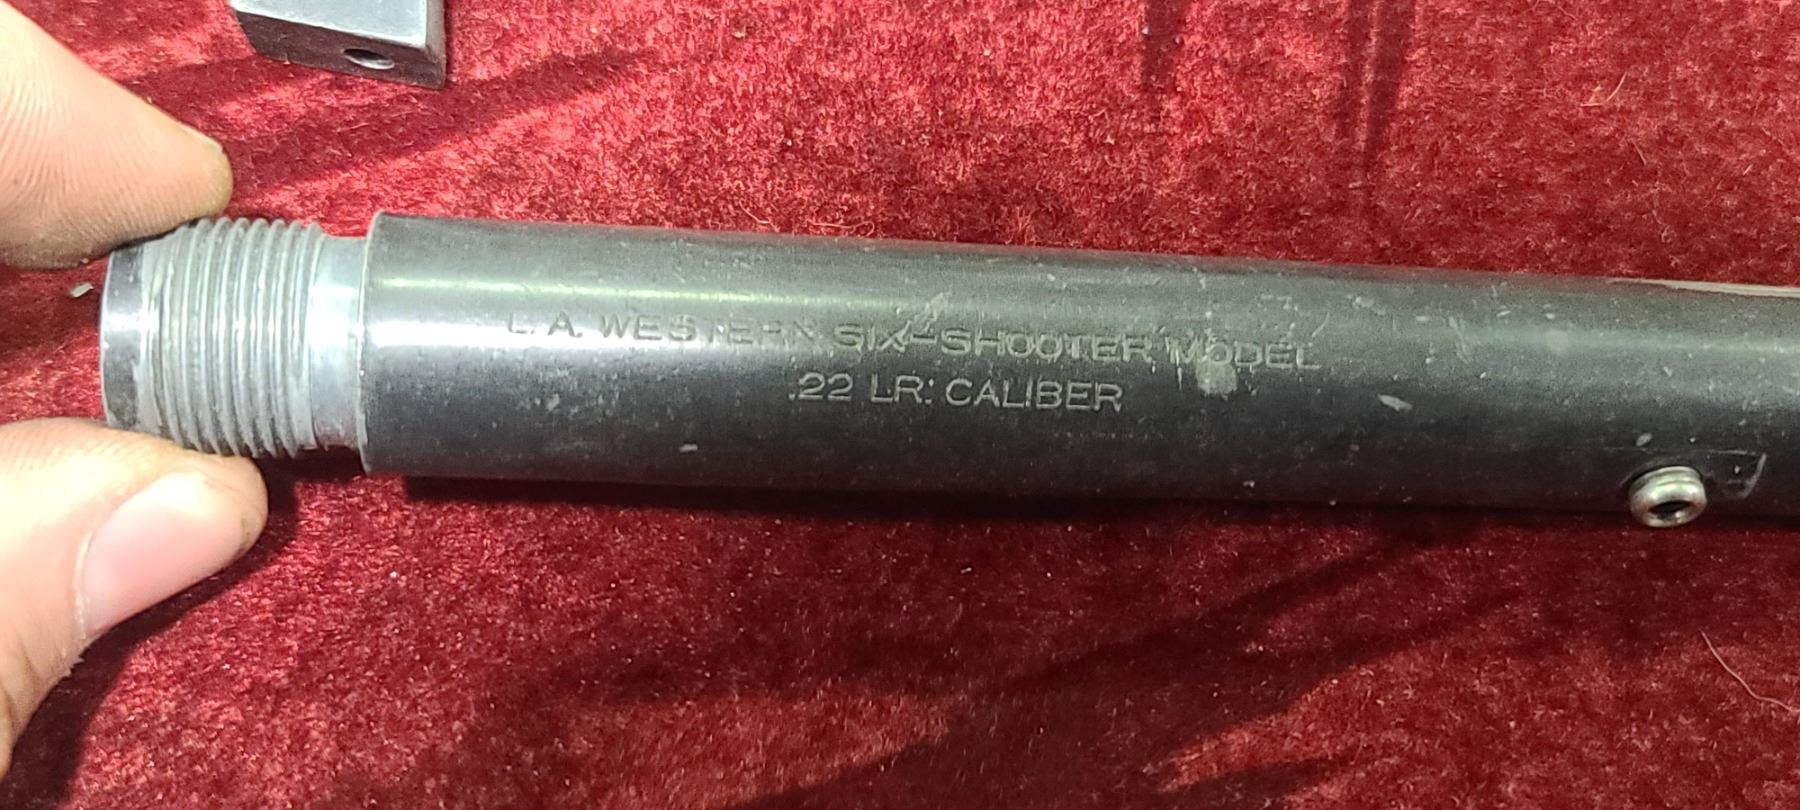 L.A. WESTERN SIX-SHOOTER MODEL
.22 LR. CALIBER